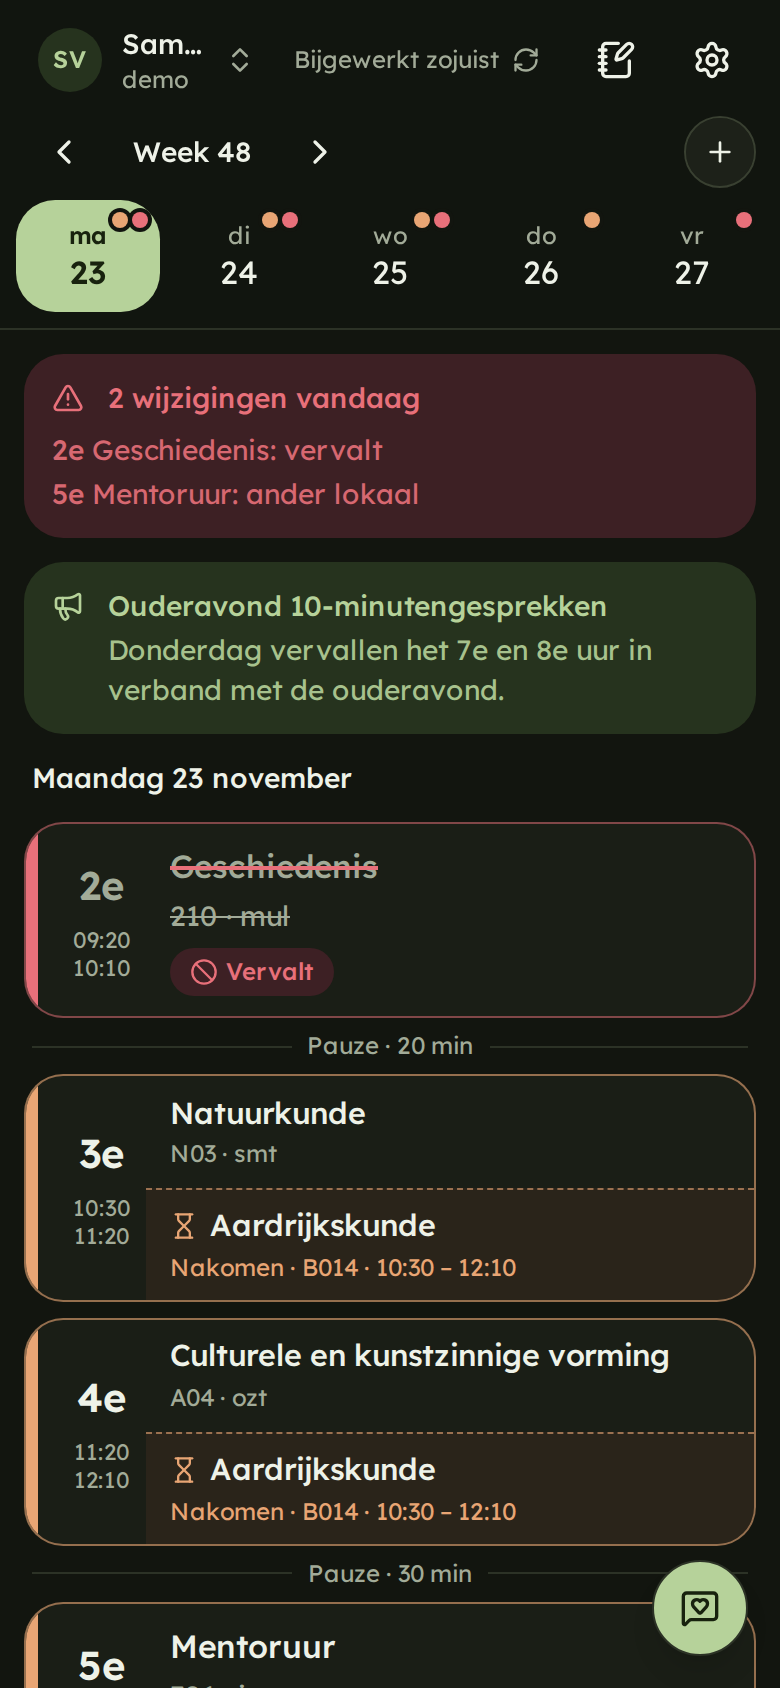 SV
Sam...
demo
Bijgewerkt zojuist
Week 48
ma
23
di
24
wo
25
do
26
vr
27
2 wijzigingen vandaag
2e Geschiedenis: vervalt
5e Mentoruur: ander lokaal
Ouderavond 10-minutengesprekken
Donderdag vervallen het 7e en 8e uur in
verband met de ouderavond.
Maandag 23 november
2e
09:20
10:10
Geschiedenis
210 · mul
Vervalt
Pauze · 20 min
3e
10:30
11:20
Natuurkunde
N03 · smt
Aardrijkskunde
Nakomen · B014 · 10:30 – 12:10
4e
11:20
12:10
Culturele en kunstzinnige vorming
A04 · ozt
Aardrijkskunde
Nakomen · B014 · 10:30 – 12:10
Pauze · 30 min
5e
Mentoruur